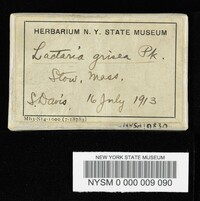 HERBARIUM N. Y. STATE MUSEUM
Lactaria grisea Pk.
Stow, Mass.
S. Davis 16 July 1913
NEW YORK STATE MUSEUM
NYSM 0 000 009 090